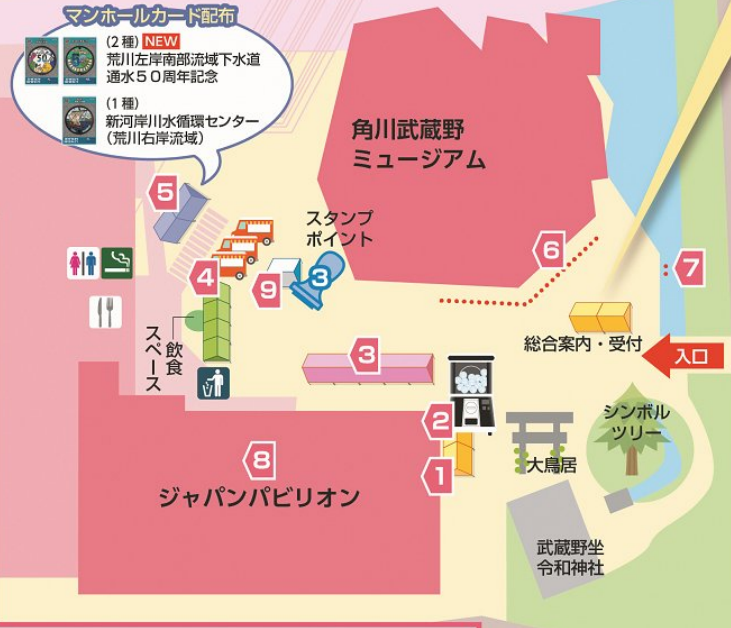 マンホールカード配布
(2種) NEW
荒川左岸南部流域下水道
通水50周年記念
(1種)
新河岸川水循環センター
(荒川右岸流域)
角川武蔵野
ミュージアム
5
スタンプ
ポイント
6
7
4
9
3
総合案内・受付
入口
飲食
スペース
3
シンボル
ツリー
2
大鳥居
8
1
ジャパンパビリオン
武蔵野坐
令和神社